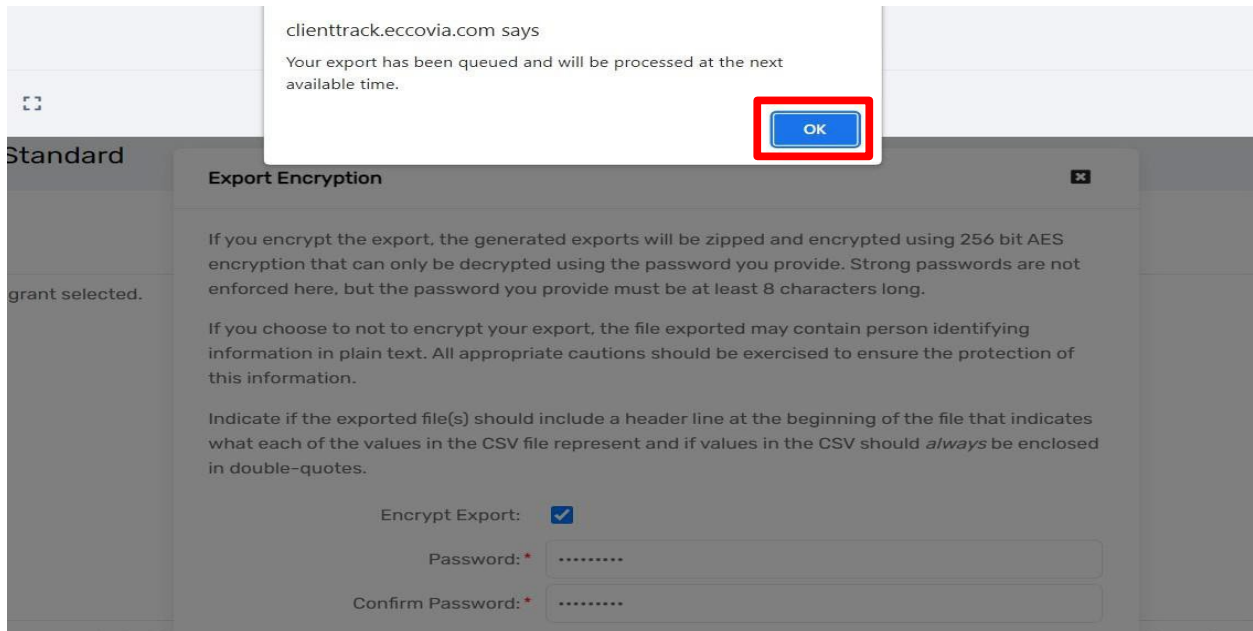 clienttrack.eccovia.com says
Your export has been queued and will be processed at the next
available time.
OK
Standard
Export Encryption
If you encrypt the export, the generated exports will be zipped and encrypted using 256 bit AES
encryption that can only be decrypted using the password you provide. Strong passwords are not
enforced here, but the password you provide must be at least 8 characters long.
grant selected.
If you choose to not to encrypt your export, the file exported may contain person identifying
information in plain text. All appropriate cautions should be exercised to ensure the protection of
this information.
Indicate if the exported file(s) should include a header line at the beginning of the file that indicates
what each of the values in the CSV file represent and if values in the CSV should always be enclosed
in double-quotes.
Encrypt Export:
Password:* •••••••••
Confirm Password:* •••••••••